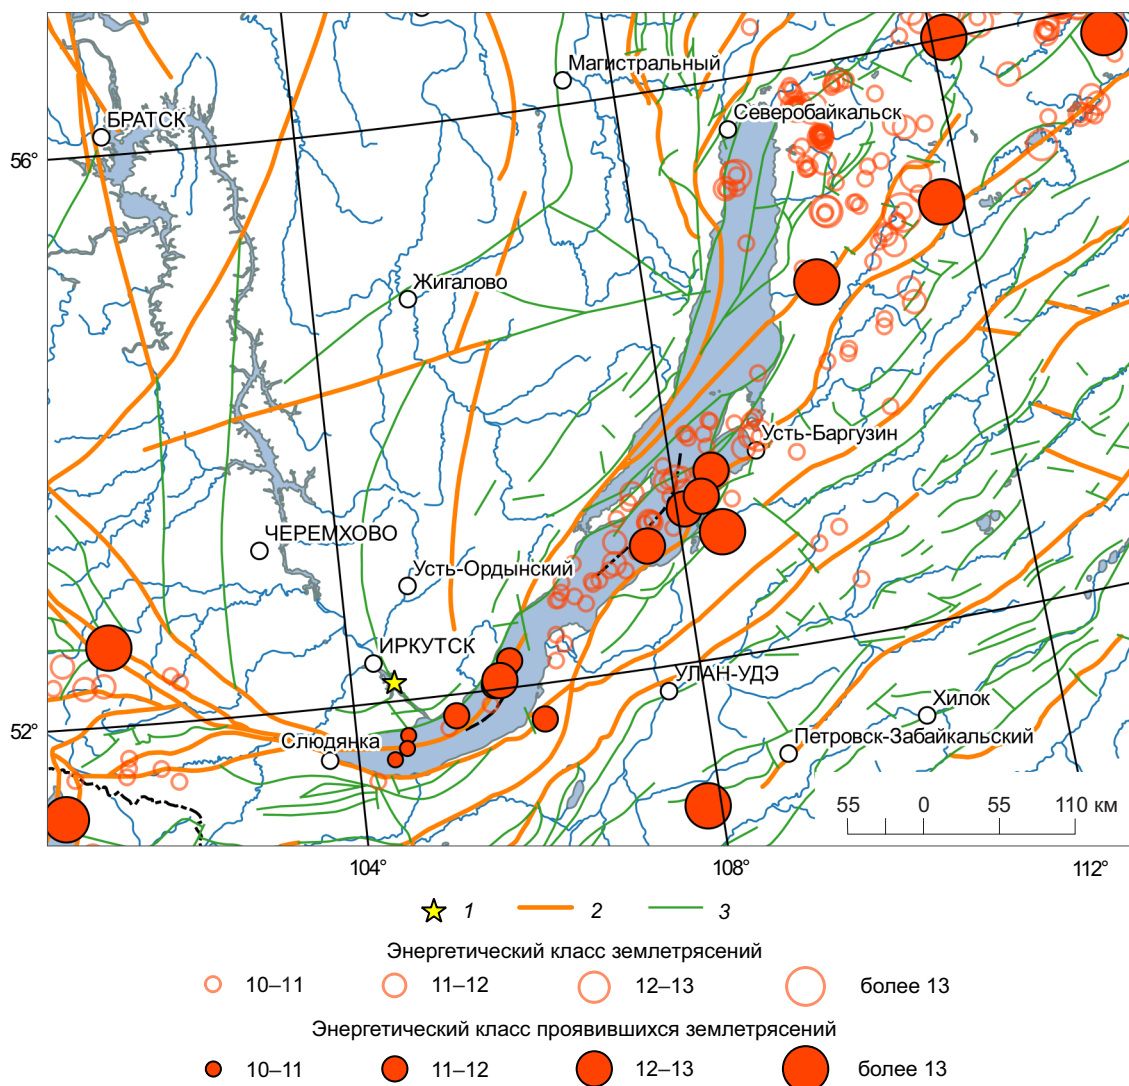 Магистральный
БРАТСК
Северобайкальск
56°
Жигалово
Усть-Баргузин
ЧЕРЕМХОВО
Усть-Ордынский
ИРКУТСК
УЛАН-УДЭ
Хилок
52°
Слюдянка
Петровск-Забайкальский
55 0 55 110 км
104° 108° 112°
1 2 3
Энергетический класс землетрясений
10–11 11–12 12–13 более 13
Энергетический класс проявившихся землетрясений
10–11 11–12 12–13 более 13